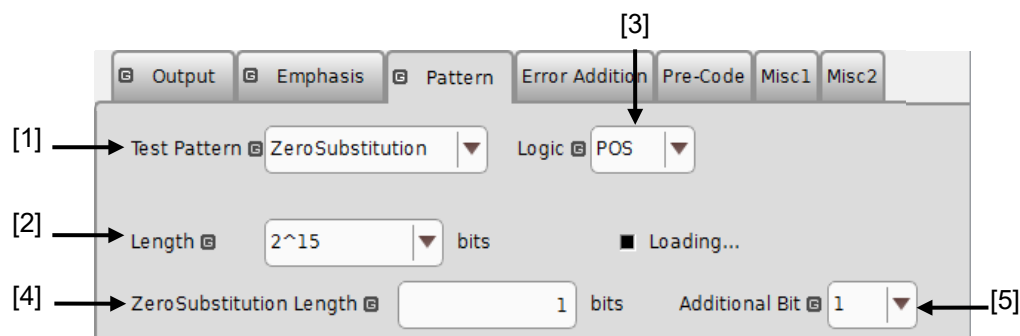 [3]
Output Emphasis Pattern Error Addition Pre-Code Misc1 Misc2
[1] Test Pattern G ZeroSubstitution Logic G POS
[2] Length G 2^15 bits Loading...
[4] ZeroSubstitution Length G 1 bits Additional Bit G 1 [5]